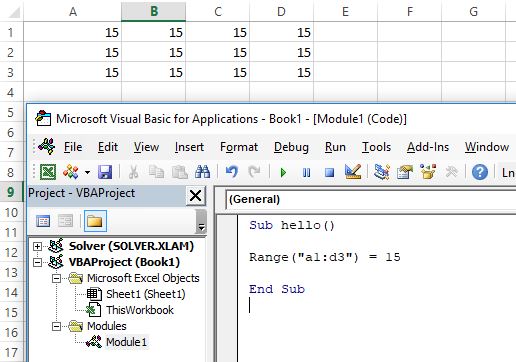 A B C D E F G
1 15 15 15 15
2 15 15 15 15
3 15 15 15 15
4
5
6
7
8
9
10
11
12
13
14
15
16
17
Microsoft Visual Basic for Applications - Book1 - [Module1 (Code)]
File Edit View Insert Format Debug Run Tools Add-Ins Window
Ln
Project - VBAProject
Solver (SOLVER.XLAM)
VBAProject (Book1)
Microsoft Excel Objects
Sheet1 (Sheet1)
ThisWorkbook
Modules
Module1
(General)
Sub hello()
Range("a1:d3") = 15
End Sub